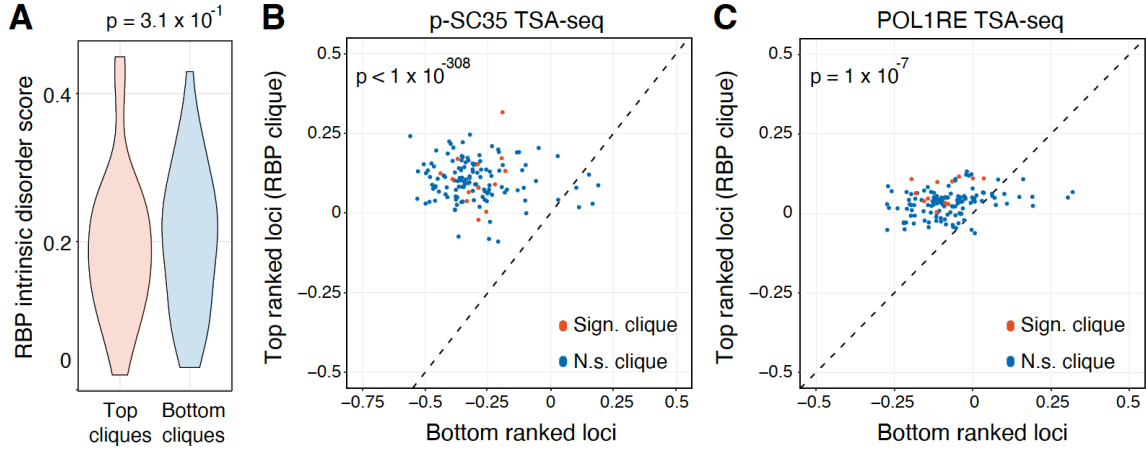 A
p = 3.1 x 10-1
RBP intrinsic disorder score
0.4
0.2
0
Top cliques
Bottom cliques
B
p-SC35 TSA-seq
p < 1 x 10-308
Top ranked loci (RBP clique)
0.5
0.25
0
−0.25
−0.5
Sign. clique
N.s. clique
−0.75
−0.5
−0.25
0
0.25
0.5
Bottom ranked loci
C
POL1RE TSA-seq
p = 1 x 10-7
Top ranked loci (RBP clique)
0.5
0.25
0
−0.25
−0.5
Sign. clique
N.s. clique
−0.5
−0.25
0
0.25
0.5
Bottom ranked loci